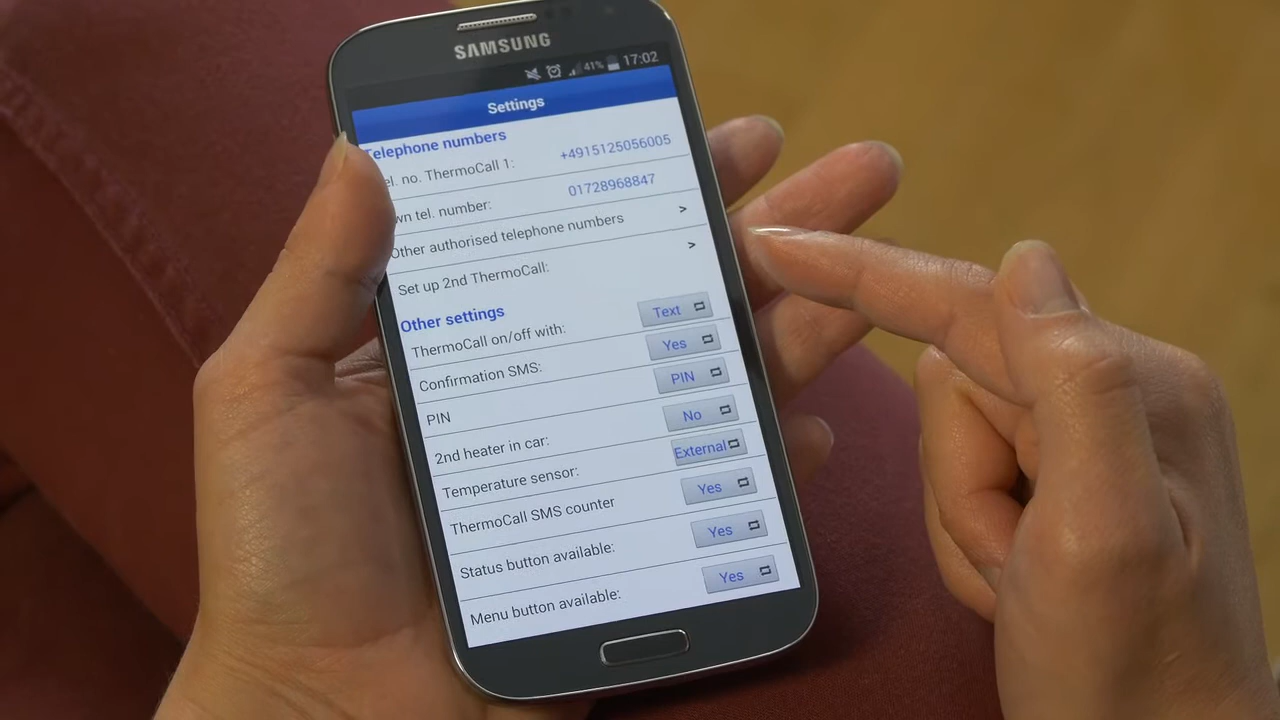 SAMSUNG
41% 17:02
Settings
Telephone numbers
el. no. ThermoCall 1: +4915125056005
wn tel. number: 01728968847
Other authorised telephone numbers >
Set up 2nd ThermoCall: >
Other settings
ThermoCall on/off with: Text
Confirmation SMS: Yes
PIN PIN
2nd heater in car: No
Temperature sensor: External
ThermoCall SMS counter Yes
Status button available: Yes
Menu button available: Yes